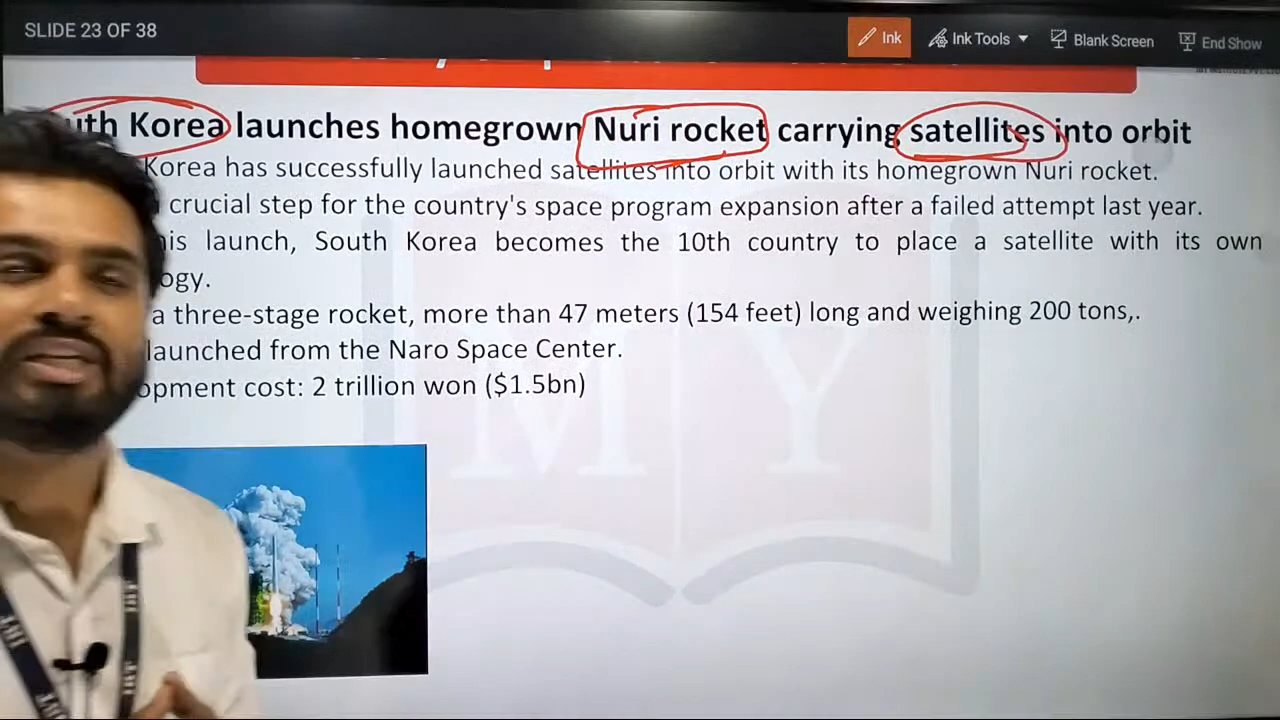 SLIDE 23 OF 38
Ink
Ink Tools
Blank Screen
End Show
uth Korea launches homegrown Nuri rocket carrying satellites into orbit
Korea has successfully launched satellites into orbit with its homegrown Nuri rocket.
crucial step for the country's space program expansion after a failed attempt last year.
his launch, South Korea becomes the 10th country to place a satellite with its own
ogy.
a three-stage rocket, more than 47 meters (154 feet) long and weighing 200 tons,.
launched from the Naro Space Center.
opment cost: 2 trillion won ($1.5bn)
M Y